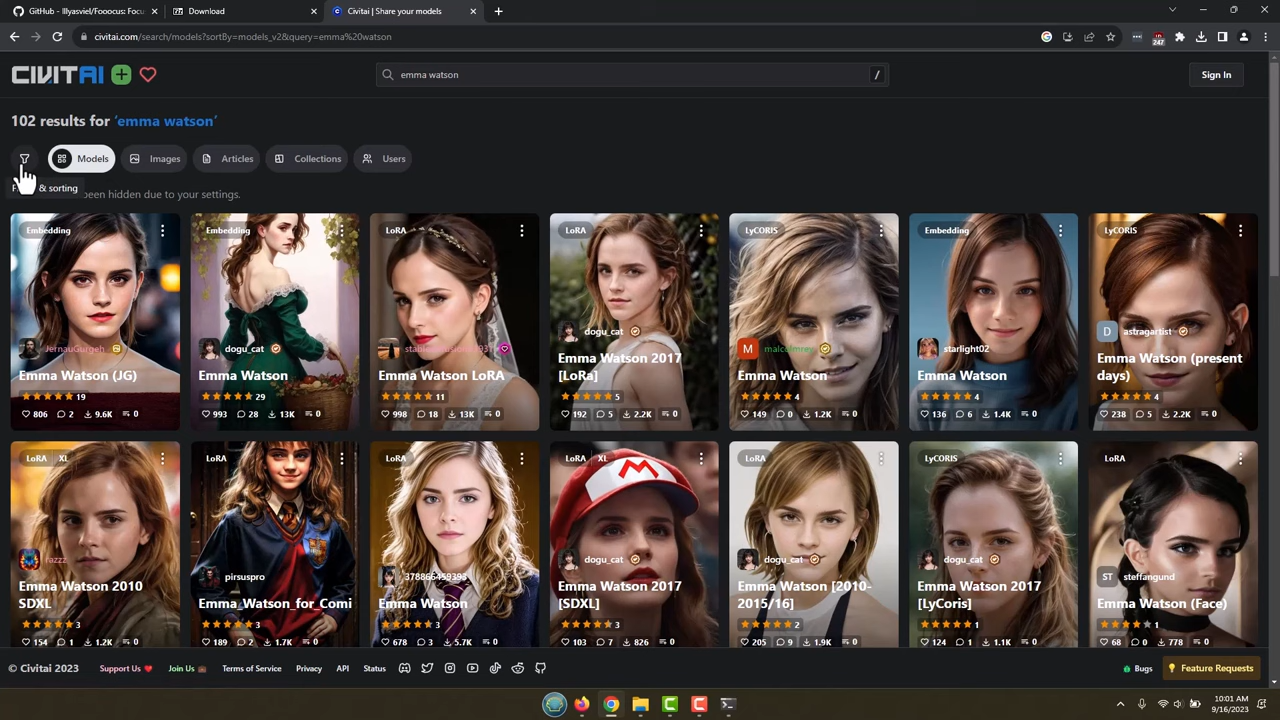 GitHub - lllyasviel/Fooocus: Focu
Download
Civitai | Share your models
civitai.com/search/models?sortBy=models_v2&query=emma%20watson
247
CIVITAI
emma watson
/
Sign In
102 results for 'emma watson'
Models
Images
Articles
Collections
Users
& sorting
been hidden due to your settings.
Embedding
Embedding
LoRA
LoRA
LyCORIS
Embedding
LyCORIS
JernauGurgeh
Emma Watson (JG)
19
806 2 9.6K 0
dogu_cat
Emma Watson
29
993 28 13K 0
Emma Watson LoRA
11
998 18 13K 0
dogu_cat
Emma Watson 2017
[LoRa]
5
192 5 2.2K 0
M
Emma Watson
4
149 0 1.2K 0
starlight02
Emma Watson
4
136 6 1.4K 0
D
astragartist
Emma Watson (present
days)
4
238 5 2.2K 0
LoRA XL
LoRA
LoRA
LoRA XL
LoRA
LyCORIS
LoRA
razzz
Emma Watson 2010
SDXL
3
154 1 1.2K 0
pirsuspro
Emma_Watson_for_Comi
3
189 2 1.7K 0
378866459393
Emma Watson
3
678 3 5.7K 0
M
dogu_cat
Emma Watson 2017
[SDXL]
3
103 7 826 0
dogu_cat
Emma Watson [2010-
2015/16]
2
205 9 1.9K 0
dogu_cat
Emma Watson 2017
[LyCoris]
1
124 1 1.1K 0
ST
steffangund
Emma Watson (Face)
1
68 0 778 0
© Civitai 2023
Support Us
Join Us
Terms of Service
Privacy
API
Status
Bugs
Feature Requests
10:01 AM
9/16/2023